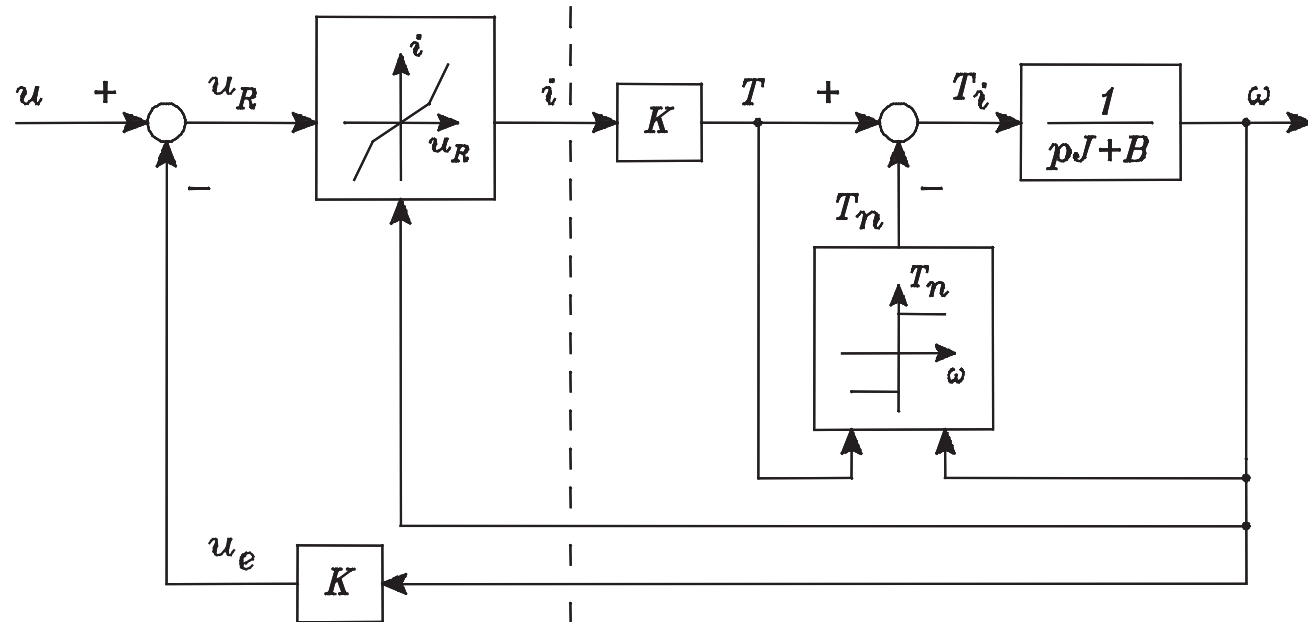 u
+
u_R
i
u_R
i
K
T
+
T_i
1
pJ+B
ω
−
−
T_n
T_n
ω
u_e
K